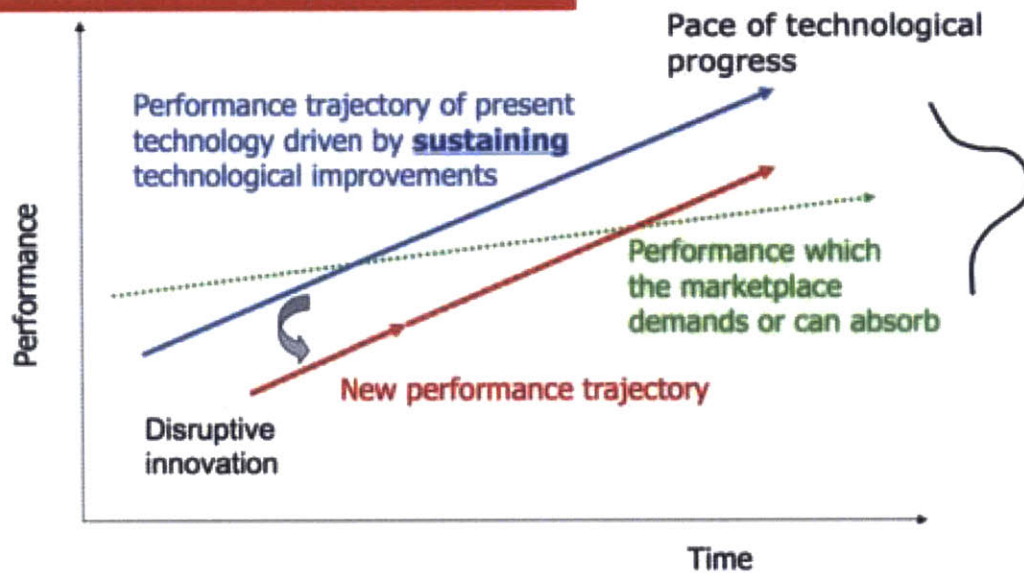 Pace of technological
progress
Performance trajectory of present
technology driven by sustaining
technological improvements
Performance
Performance which
the marketplace
demands or can absorb
New performance trajectory
Disruptive
innovation
Time